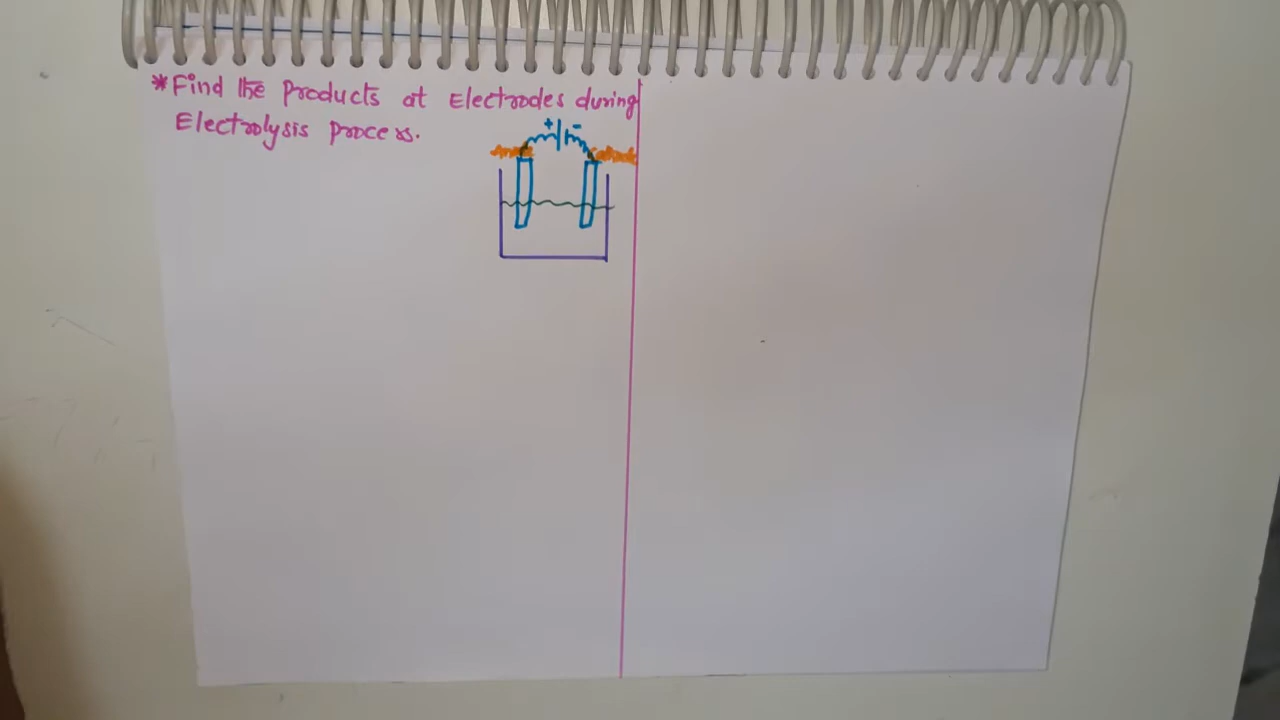 *Find the Products at Electrodes during
Electrolysis process.
+ -